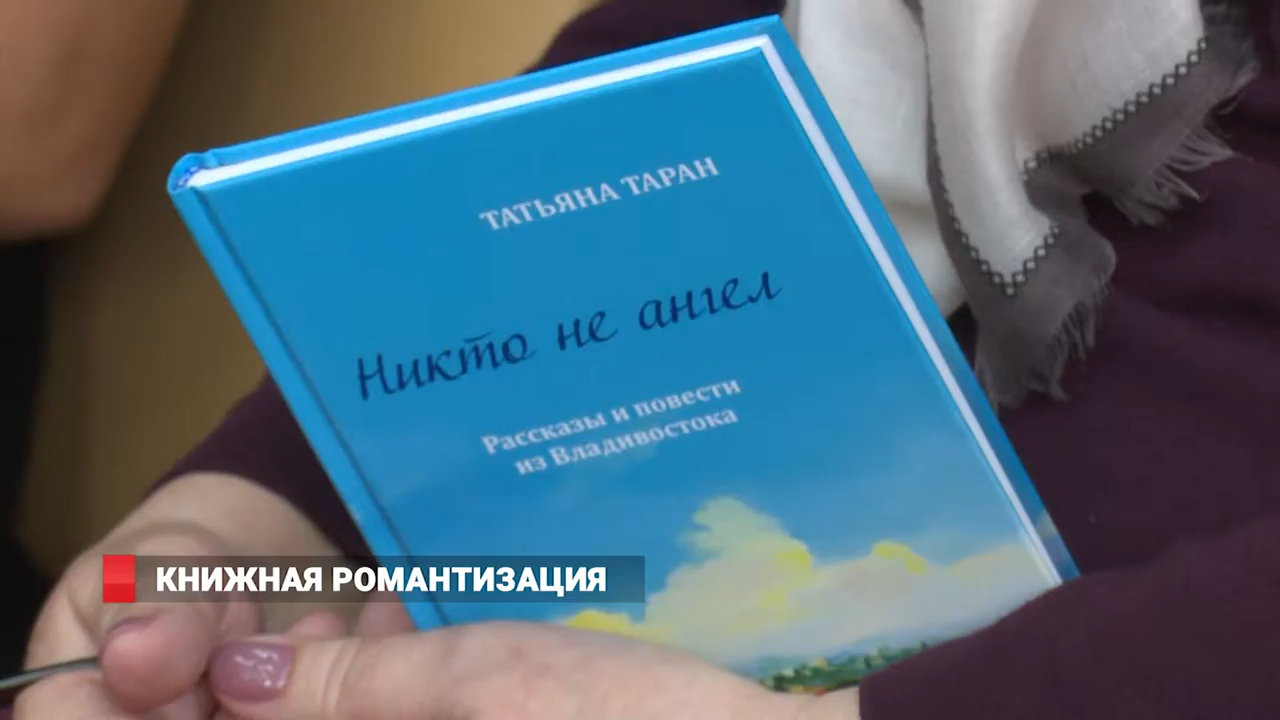 ТАТЬЯНА ТАРАН
Никто не ангел
Рассказы и повести
из Владивостока
КНИЖНАЯ РОМАНТИЗАЦИЯ